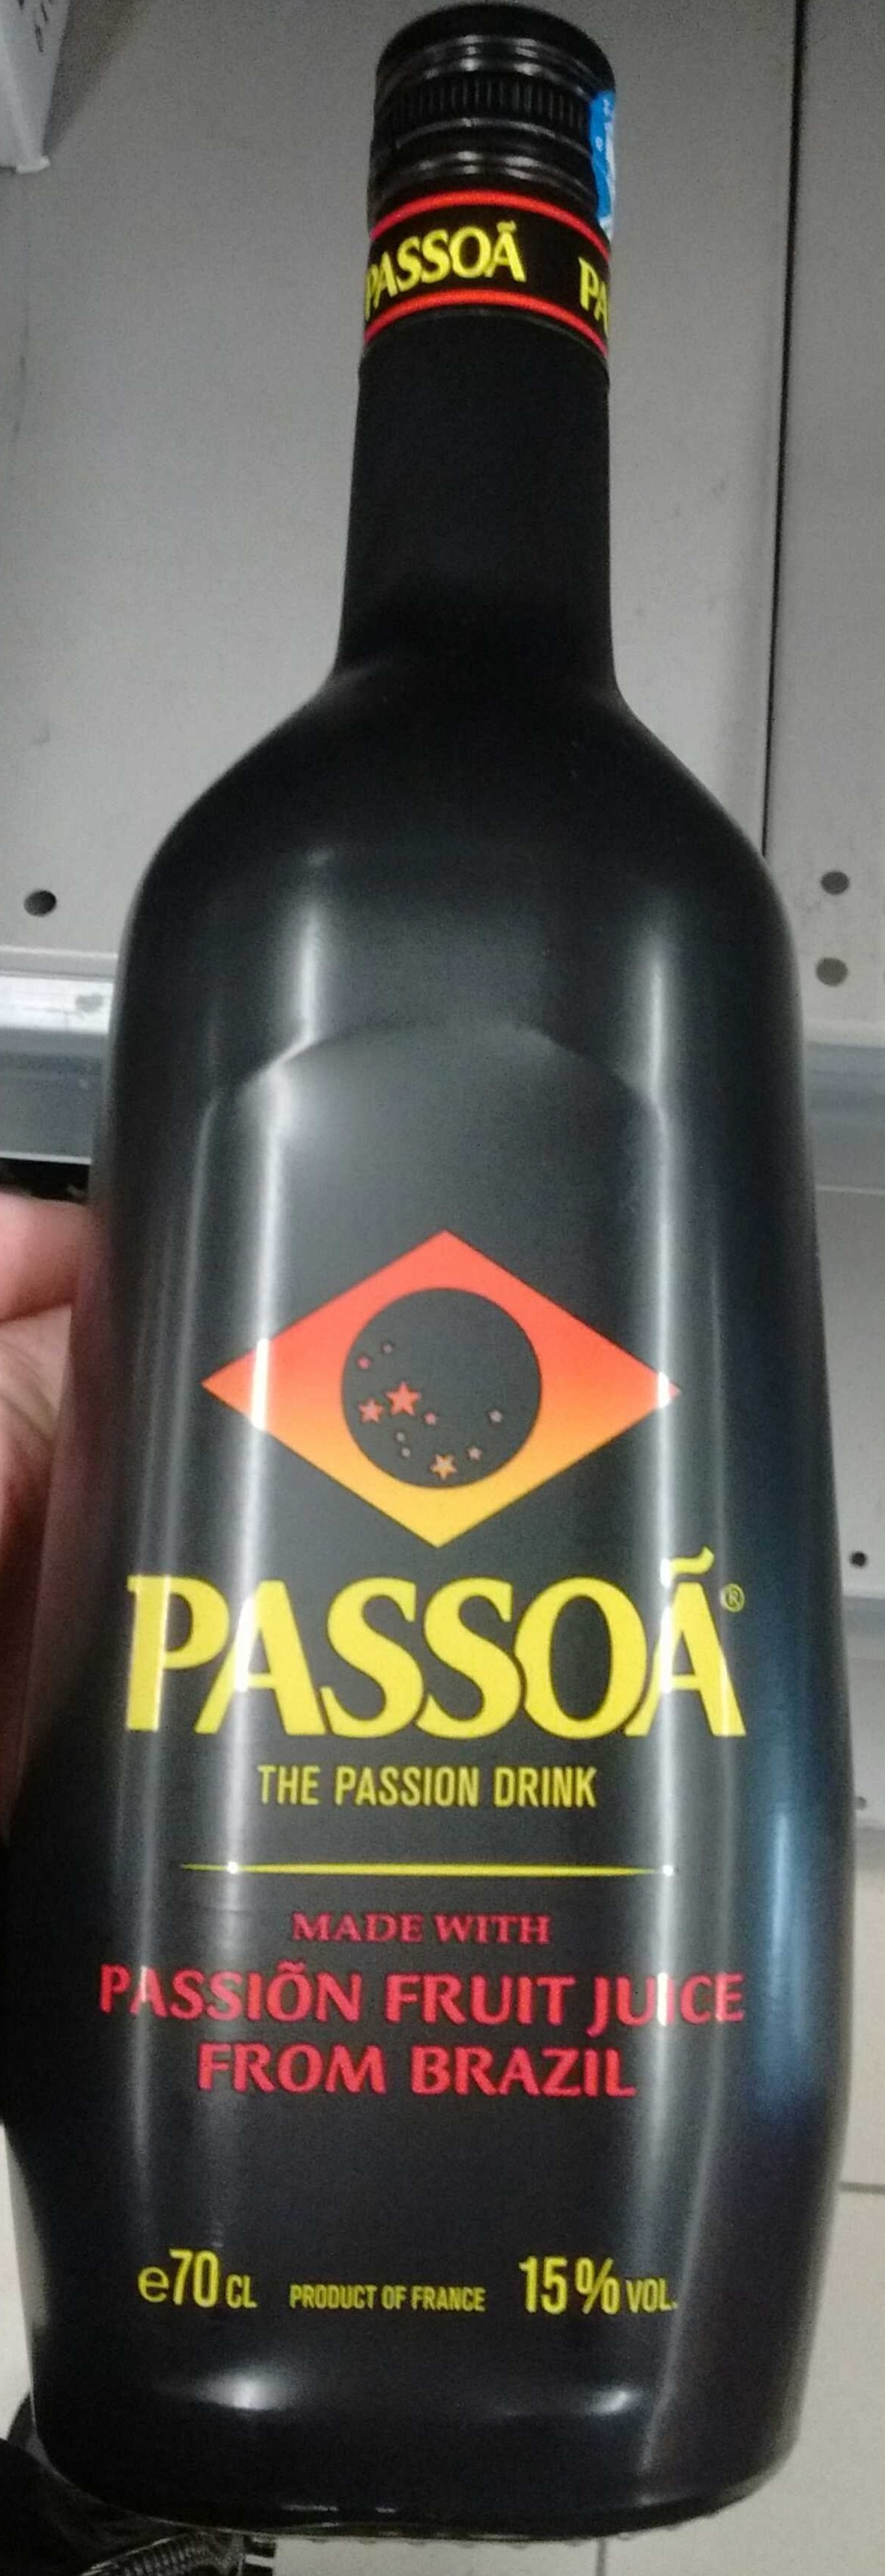 PASSOÃ PA
PASSOÃ®
THE PASSION DRINK
MADE WITH
PASSIÕN FRUIT JUICE
FROM BRAZIL
e70 CL PRODUCT OF FRANCE 15% VOL.